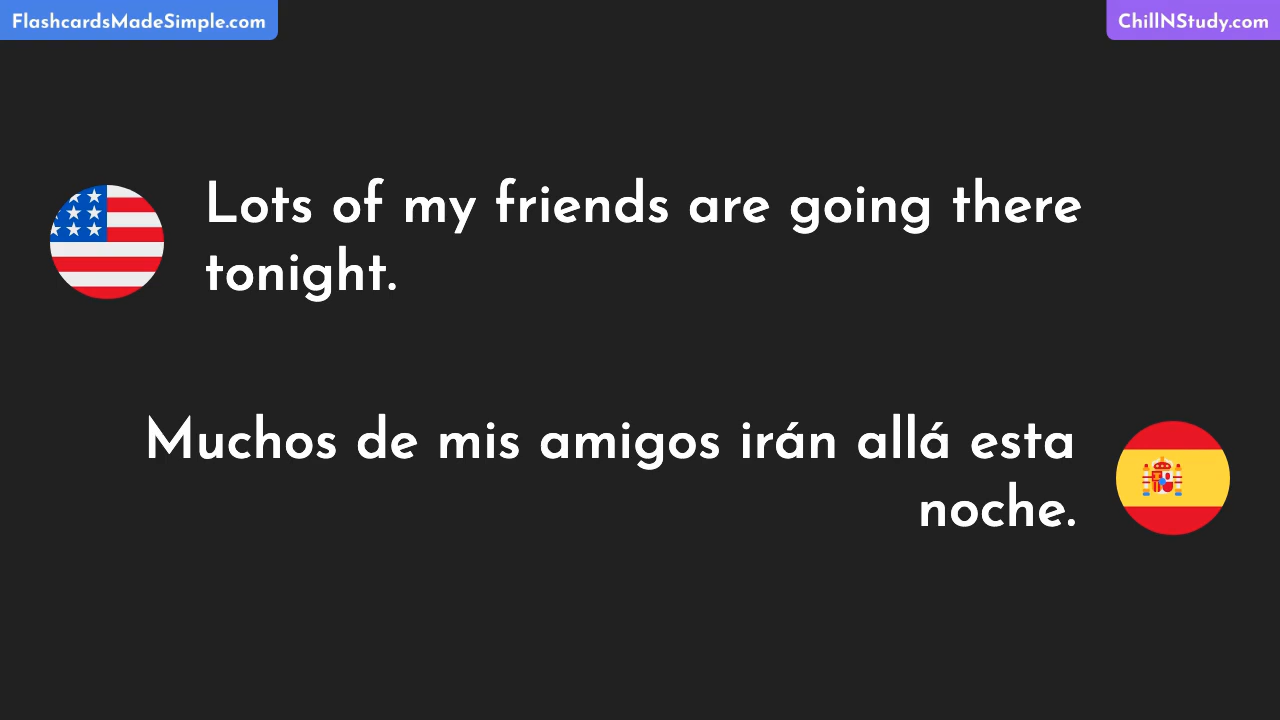 FlashcardsMadeSimple.com
ChillNStudy.com
Lots of my friends are going there
tonight.
Muchos de mis amigos irán allá esta
noche.